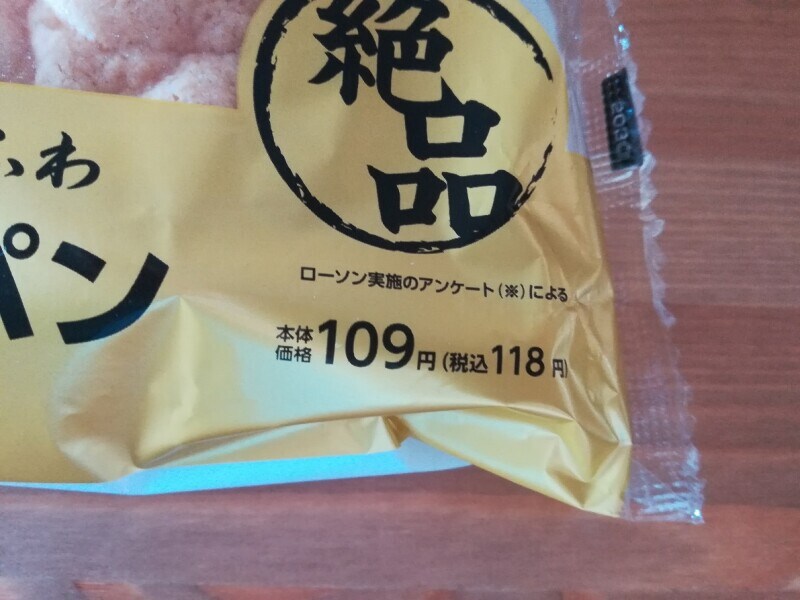 絶品
ふわ
パン
ローソン実施のアンケート(※)による
本体価格109円(税込118円)